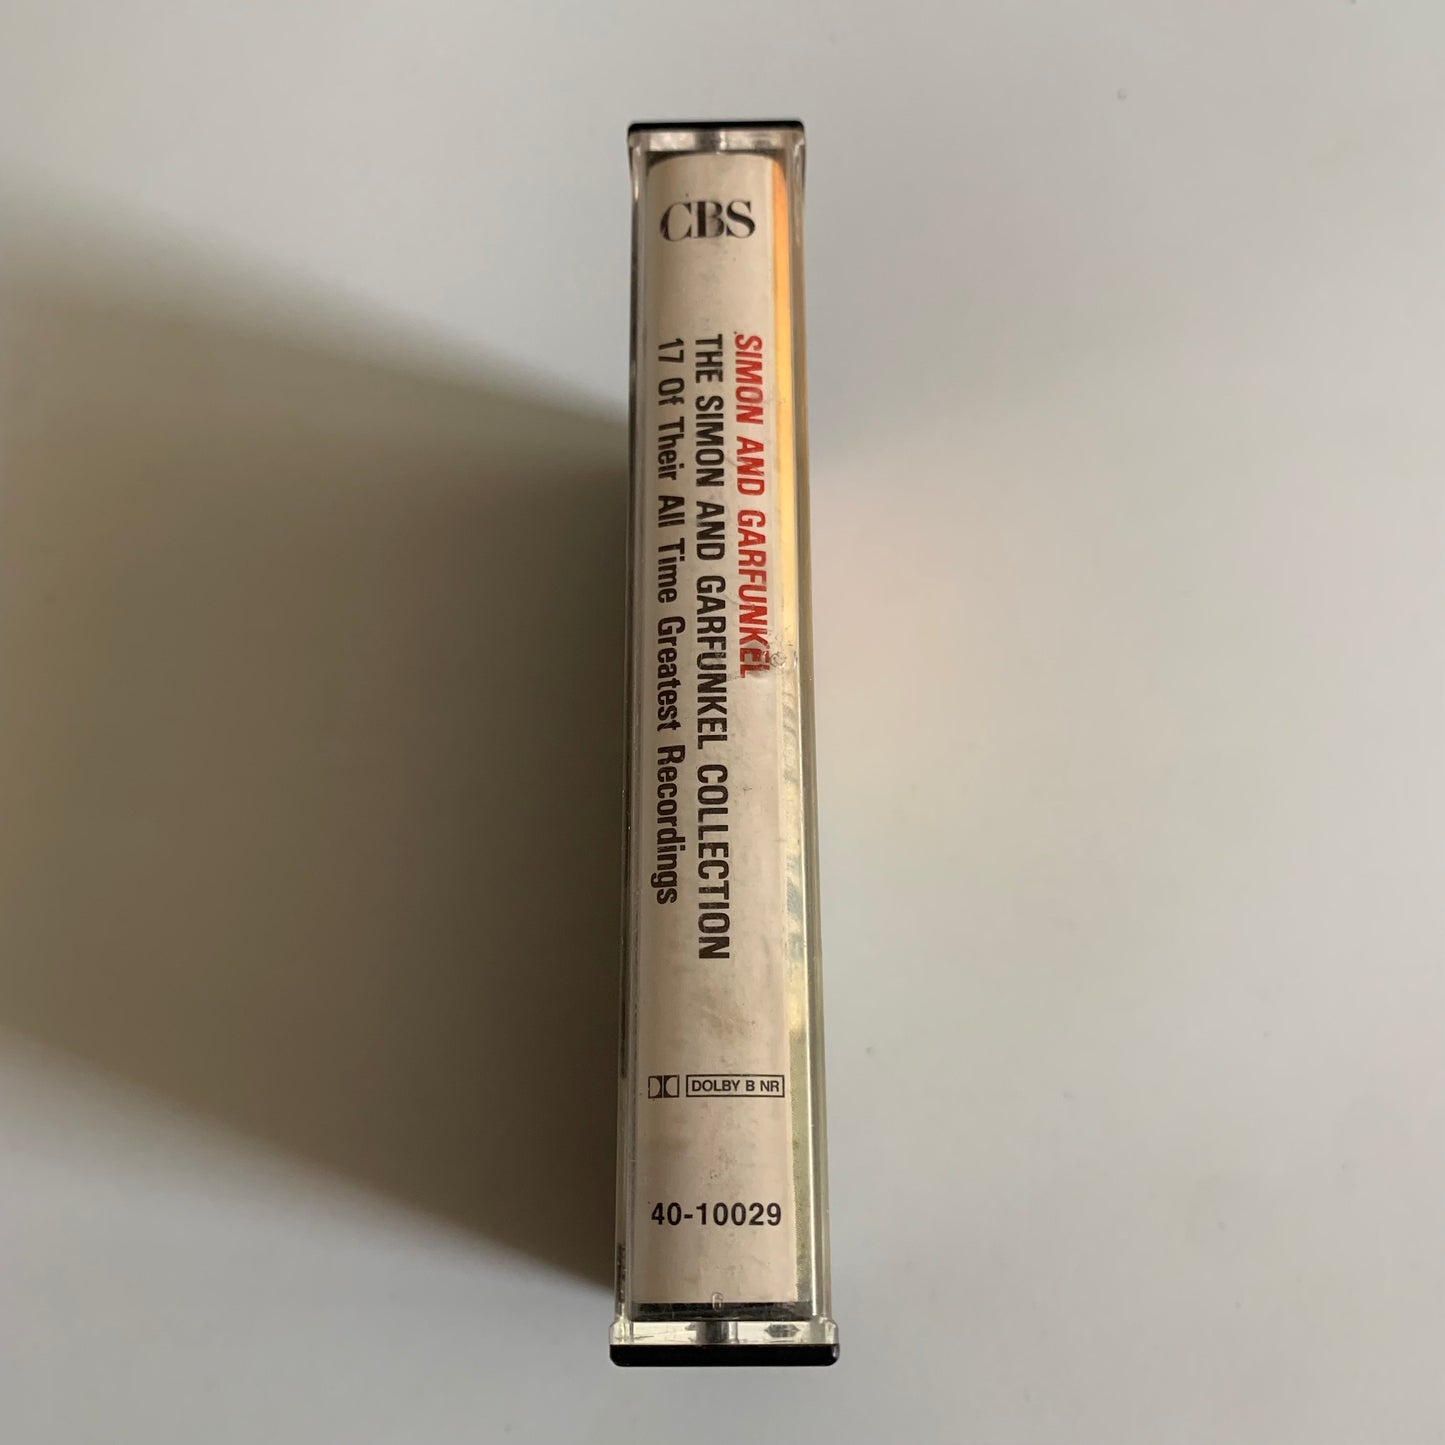 CBS
SIMON AND GARFUNKEL
THE SIMON AND GARFUNKEL COLLECTION
17 Of Their All Time Greatest Recordings
DOLBY B NR
40-10029
6